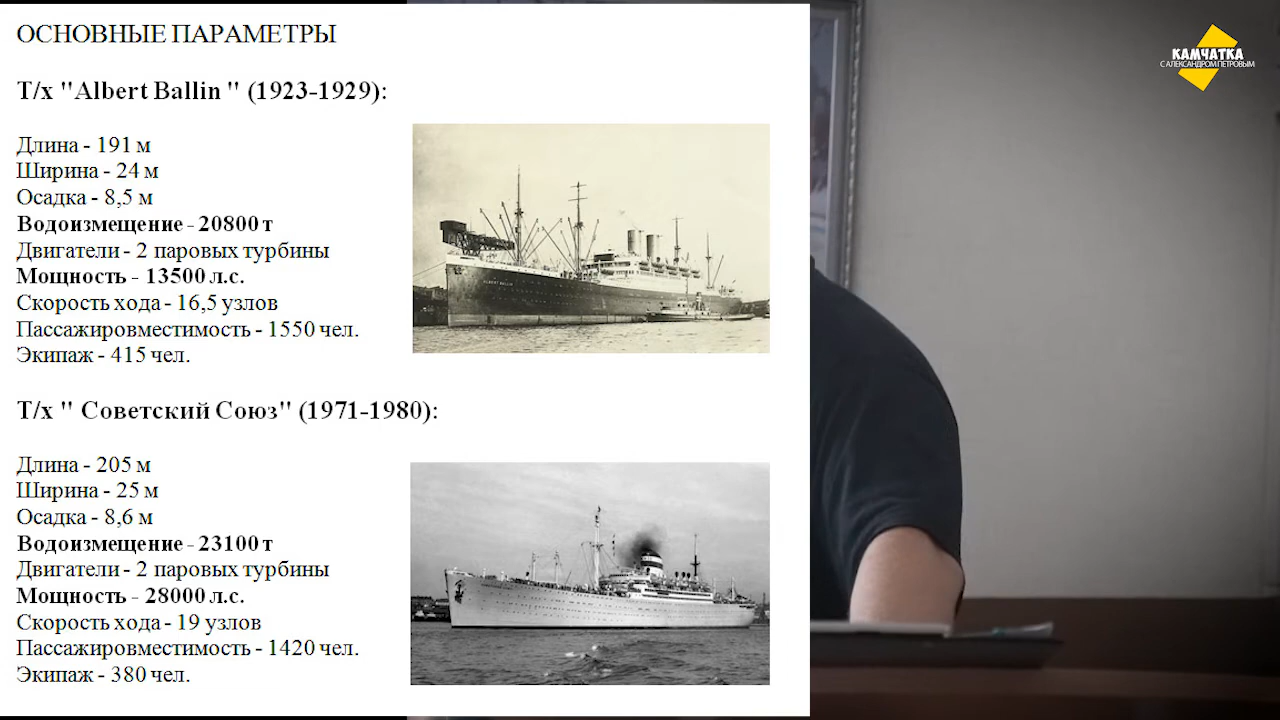 ОСНОВНЫЕ ПАРАМЕТРЫ
Т/х "Albert Ballin " (1923-1929):
Длина - 191 м
Ширина - 24 м
Осадка - 8,5 м
Водоизмещение - 20800 т
Двигатели - 2 паровых турбины
Мощность - 13500 л.с.
Скорость хода - 16,5 узлов
Пассажировместимость - 1550 чел.
Экипаж - 415 чел.
Т/х " Советский Союз" (1971-1980):
Длина - 205 м
Ширина - 25 м
Осадка - 8,6 м
Водоизмещение - 23100 т
Двигатели - 2 паровых турбины
Мощность - 28000 л.с.
Скорость хода - 19 узлов
Пассажировместимость - 1420 чел.
Экипаж - 380 чел.
КАМЧАТКА
С АЛЕКСАНДРОМ ПЕТРОВЫМ
ALBERT BALLIN